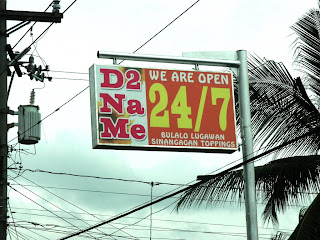 D2
Na
Me
WE ARE OPEN
24/7
BULALO LUGAWAN
SINANGAGAN TOPPINGS